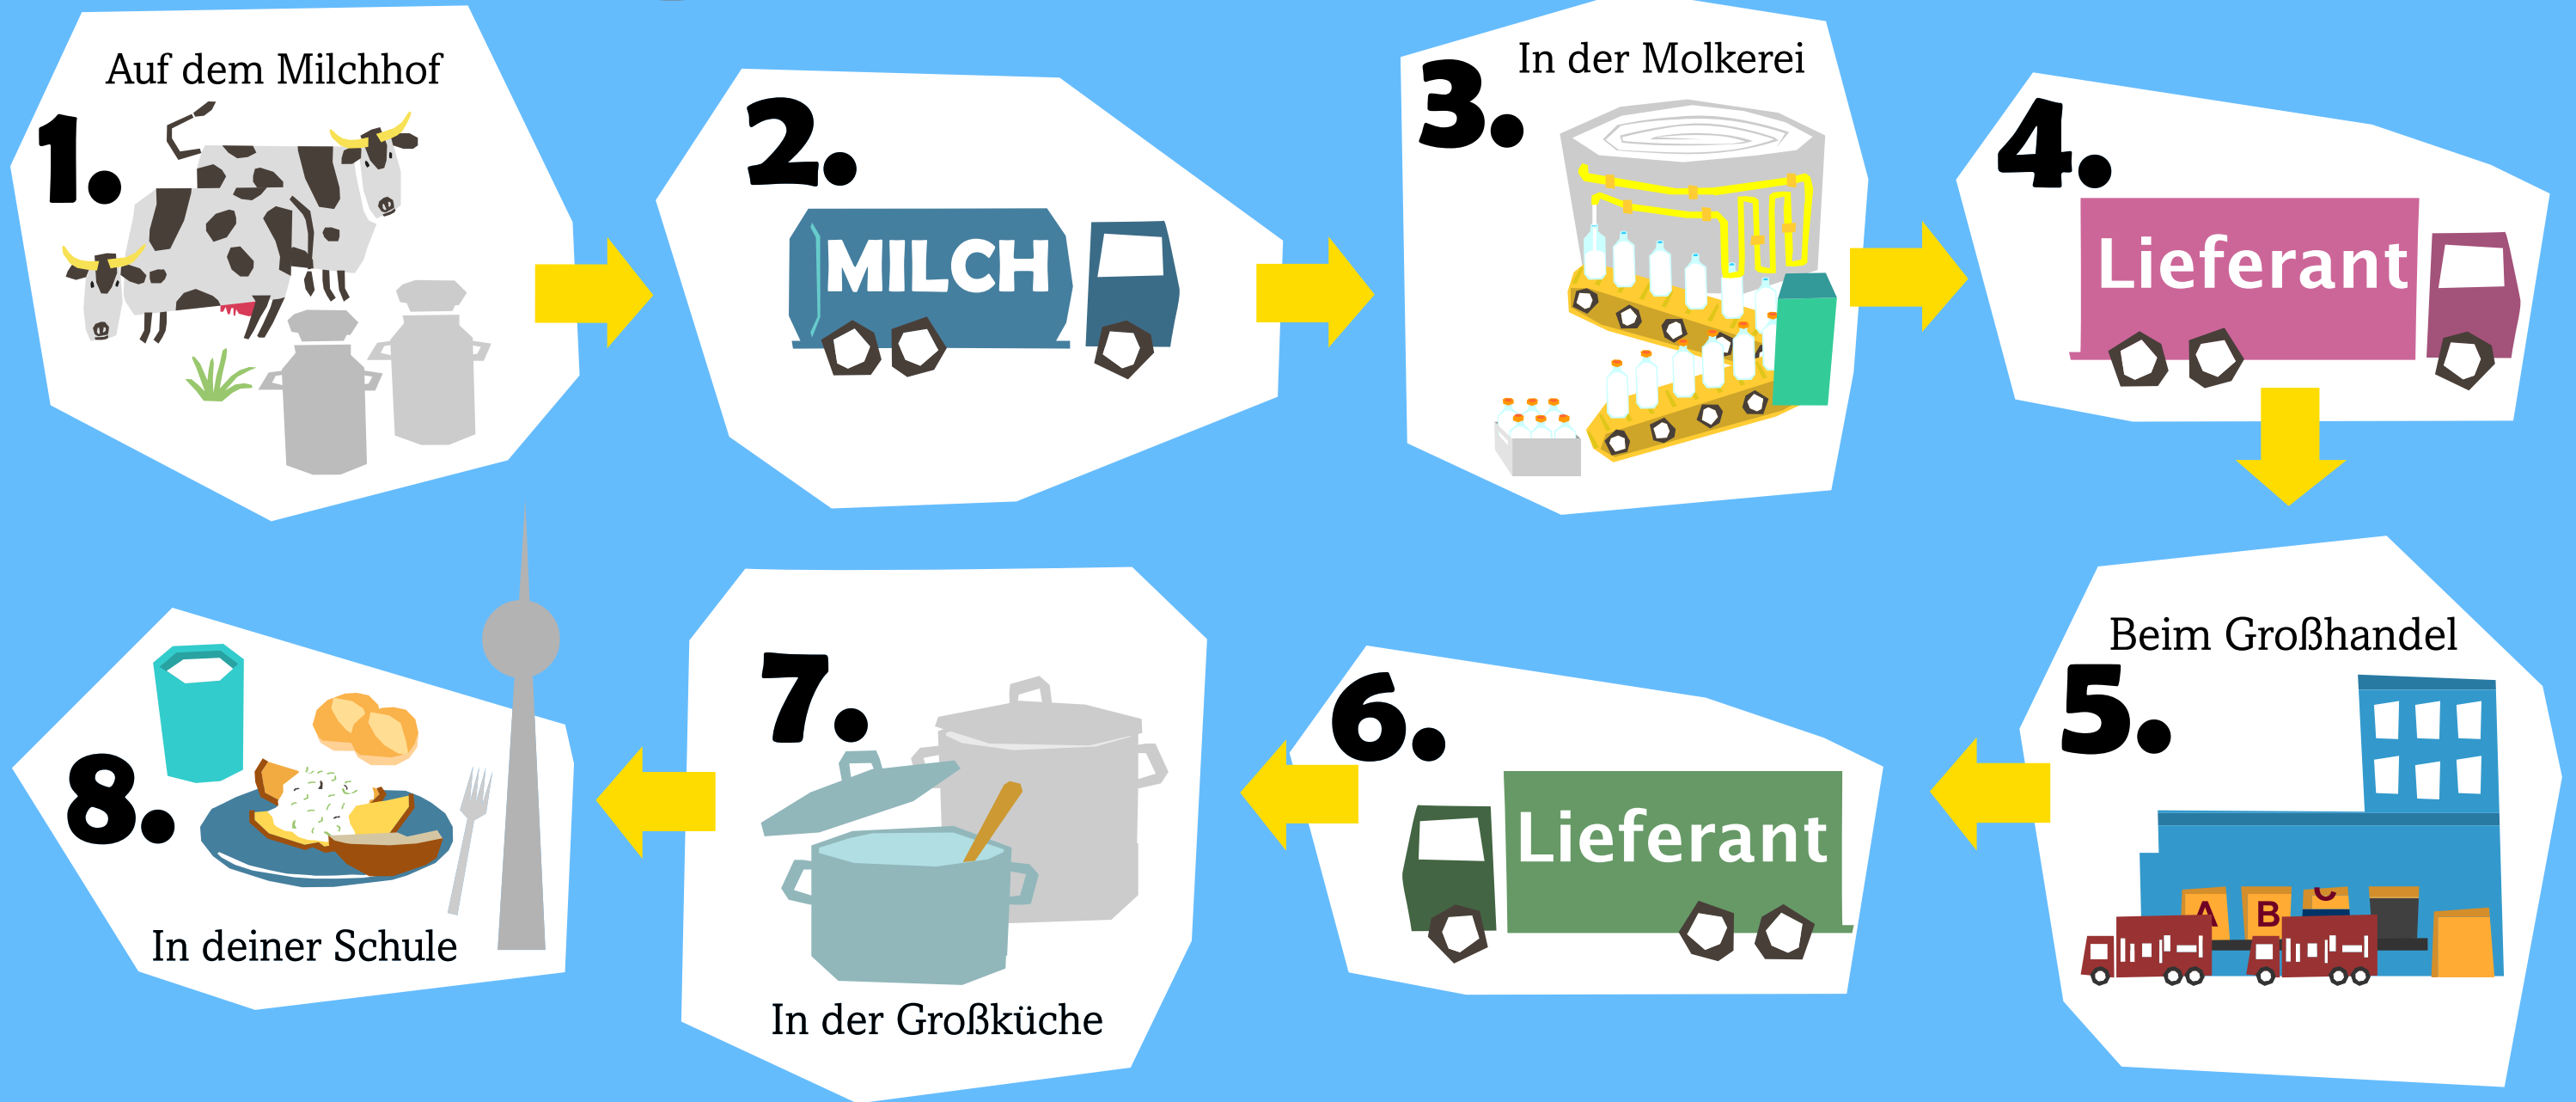 Auf dem Milchhof
1.
2.
MILCH
In der Molkerei
3.
4.
Lieferant
Beim Großhandel
5.
A B C
6.
Lieferant
7.
In der Großküche
8.
In deiner Schule